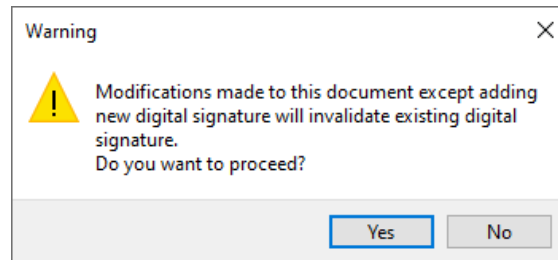 Warning
Modifications made to this document except adding
new digital signature will invalidate existing digital
signature.
Do you want to proceed?
Yes
No